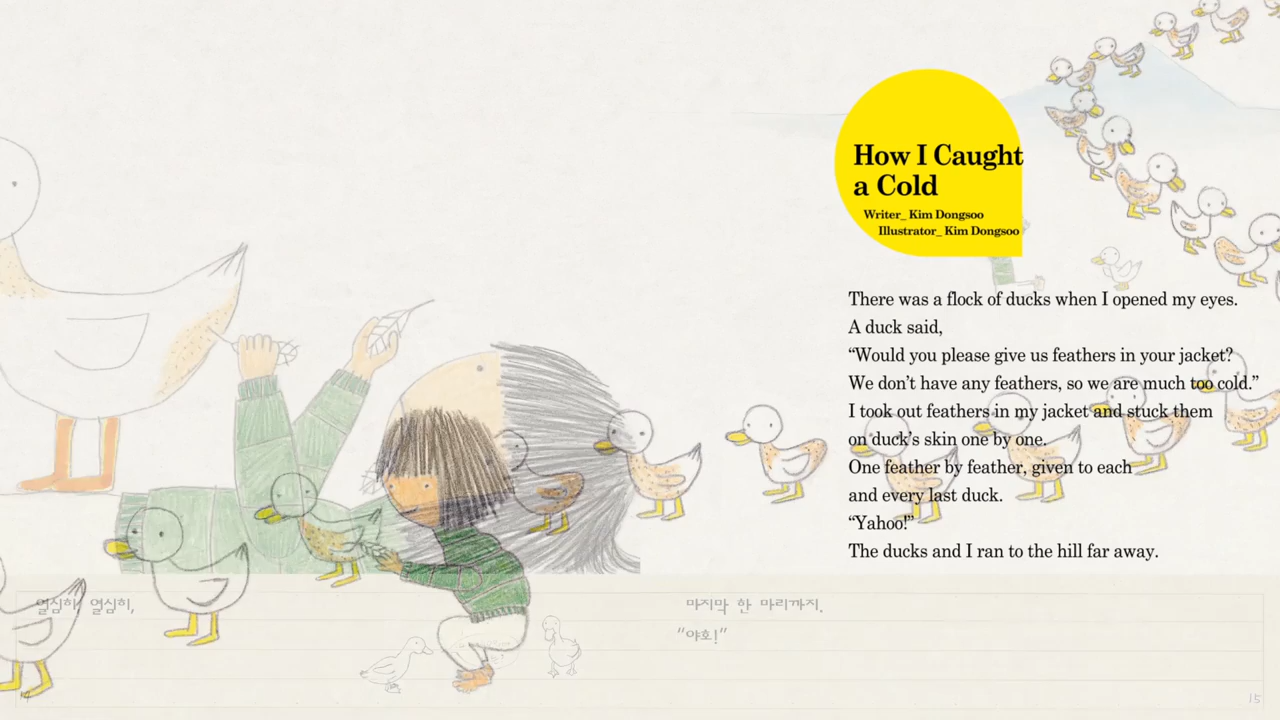 How I Caught
a Cold
Writer_ Kim Dongsoo
Illustrator_ Kim Dongsoo
There was a flock of ducks when I opened my eyes.
A duck said,
“Would you please give us feathers in your jacket?
We don’t have any feathers, so we are much too cold.”
I took out feathers in my jacket and stuck them
on duck’s skin one by one.
One feather by feather, given to each
and every last duck.
“Yahoo!”
The ducks and I ran to the hill far away.
열심히, 열심히,
마지막 한 마리까지.
“야호!”
15